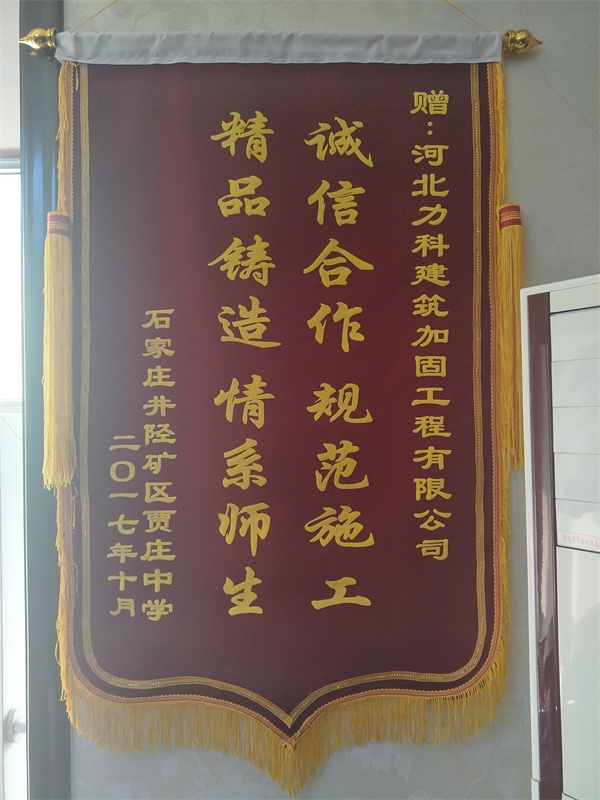 赠：河北力科建筑加固工程有限公司
诚信合作 规范施工
精品铸造 情系师生
石家庄井陉矿区贾庄中学
二〇一七年十月